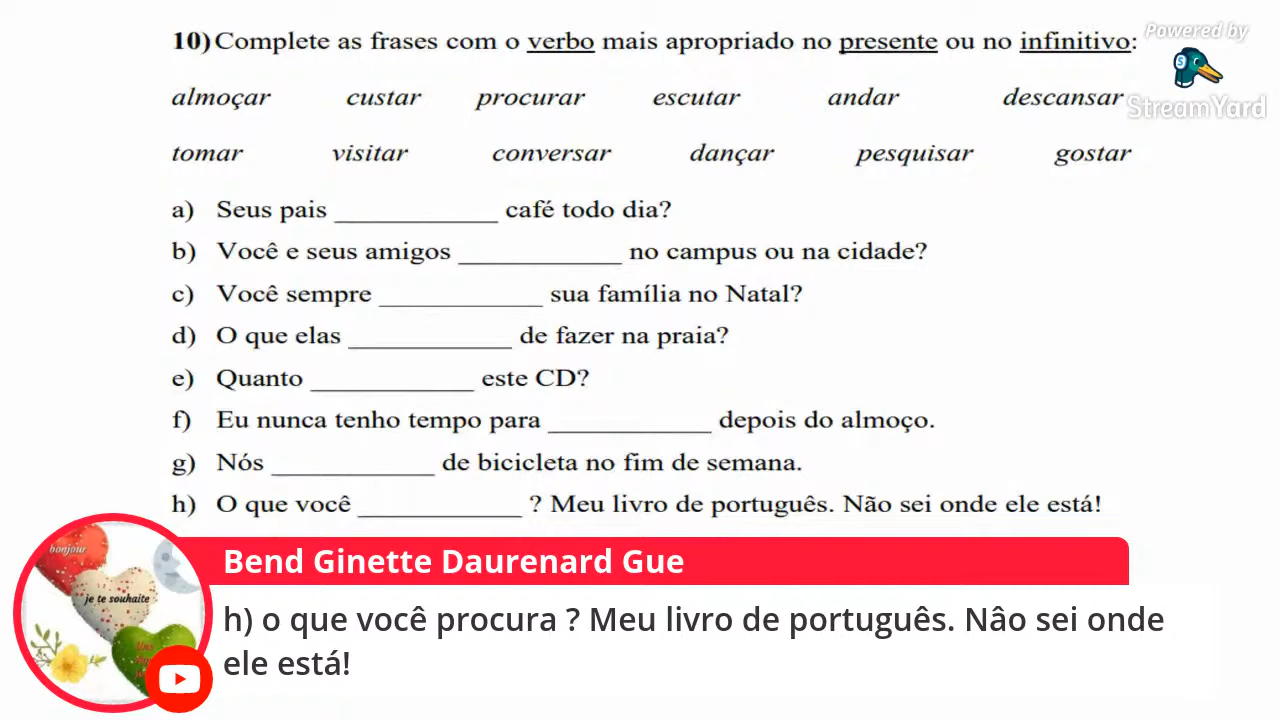 10) Complete as frases com o verbo mais apropriado no presente ou no infinitivo:
Powered by
StreamYard
almoçar custar procurar escutar andar descansar
tomar visitar conversar dançar pesquisar gostar
a) Seus pais ____________ café todo dia?
b) Você e seus amigos ____________ no campus ou na cidade?
c) Você sempre ____________ sua família no Natal?
d) O que elas ____________ de fazer na praia?
e) Quanto ____________ este CD?
f) Eu nunca tenho tempo para ____________ depois do almoço.
g) Nós ____________ de bicicleta no fim de semana.
h) O que você ____________ ? Meu livro de português. Não sei onde ele está!
bonjour
je te souhaite
Bend Ginette Daurenard Gue
h) o que você procura ? Meu livro de português. Nâo sei onde
ele está!